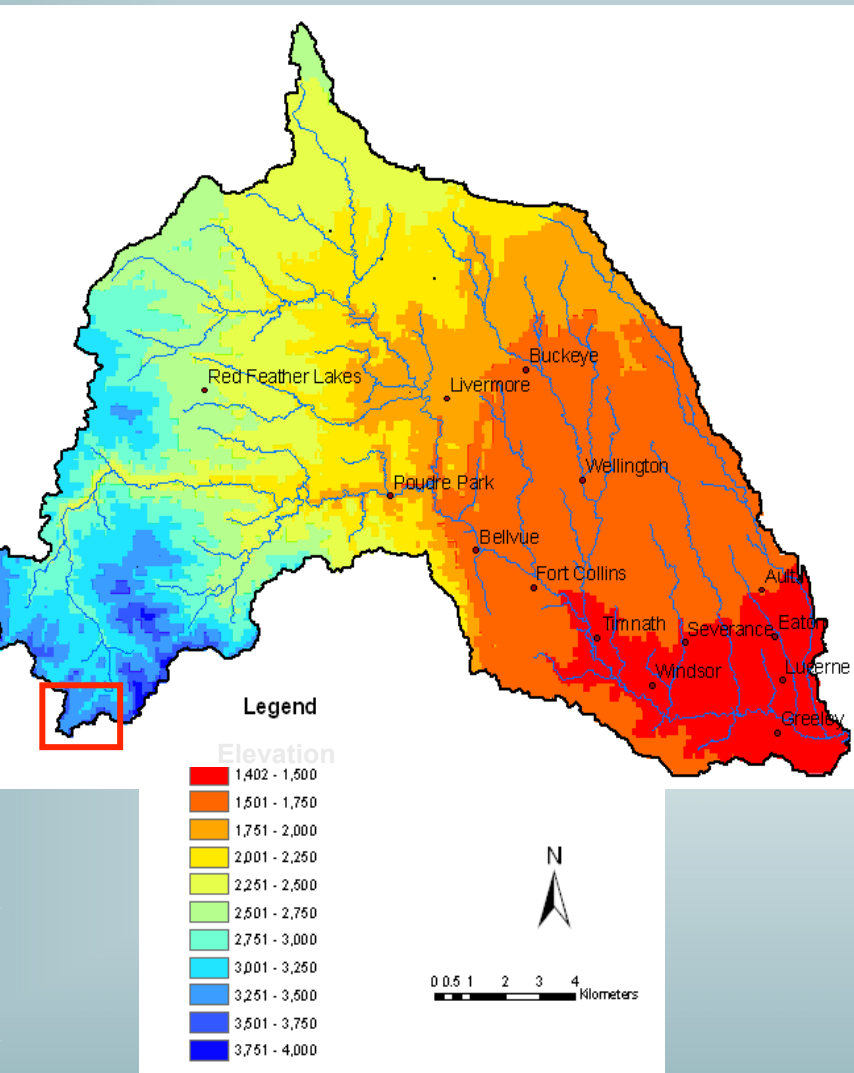 Buckeye
Red Feather Lakes
Livermore
Wellington
Poudre Park
Bellvue
Fort Collins
Ault
Timnath
Severance
Eaton
Windsor
Lucerne
Greeley
Legend
Elevation
1,402 - 1,500
1,501 - 1,750
1,751 - 2,000
2,001 - 2,250
2,251 - 2,500
2,501 - 2,750
2,751 - 3,000
3,001 - 3,250
3,251 - 3,500
3,501 - 3,750
3,751 - 4,000
N
0 0.5 1 2 3 4
Kilometers